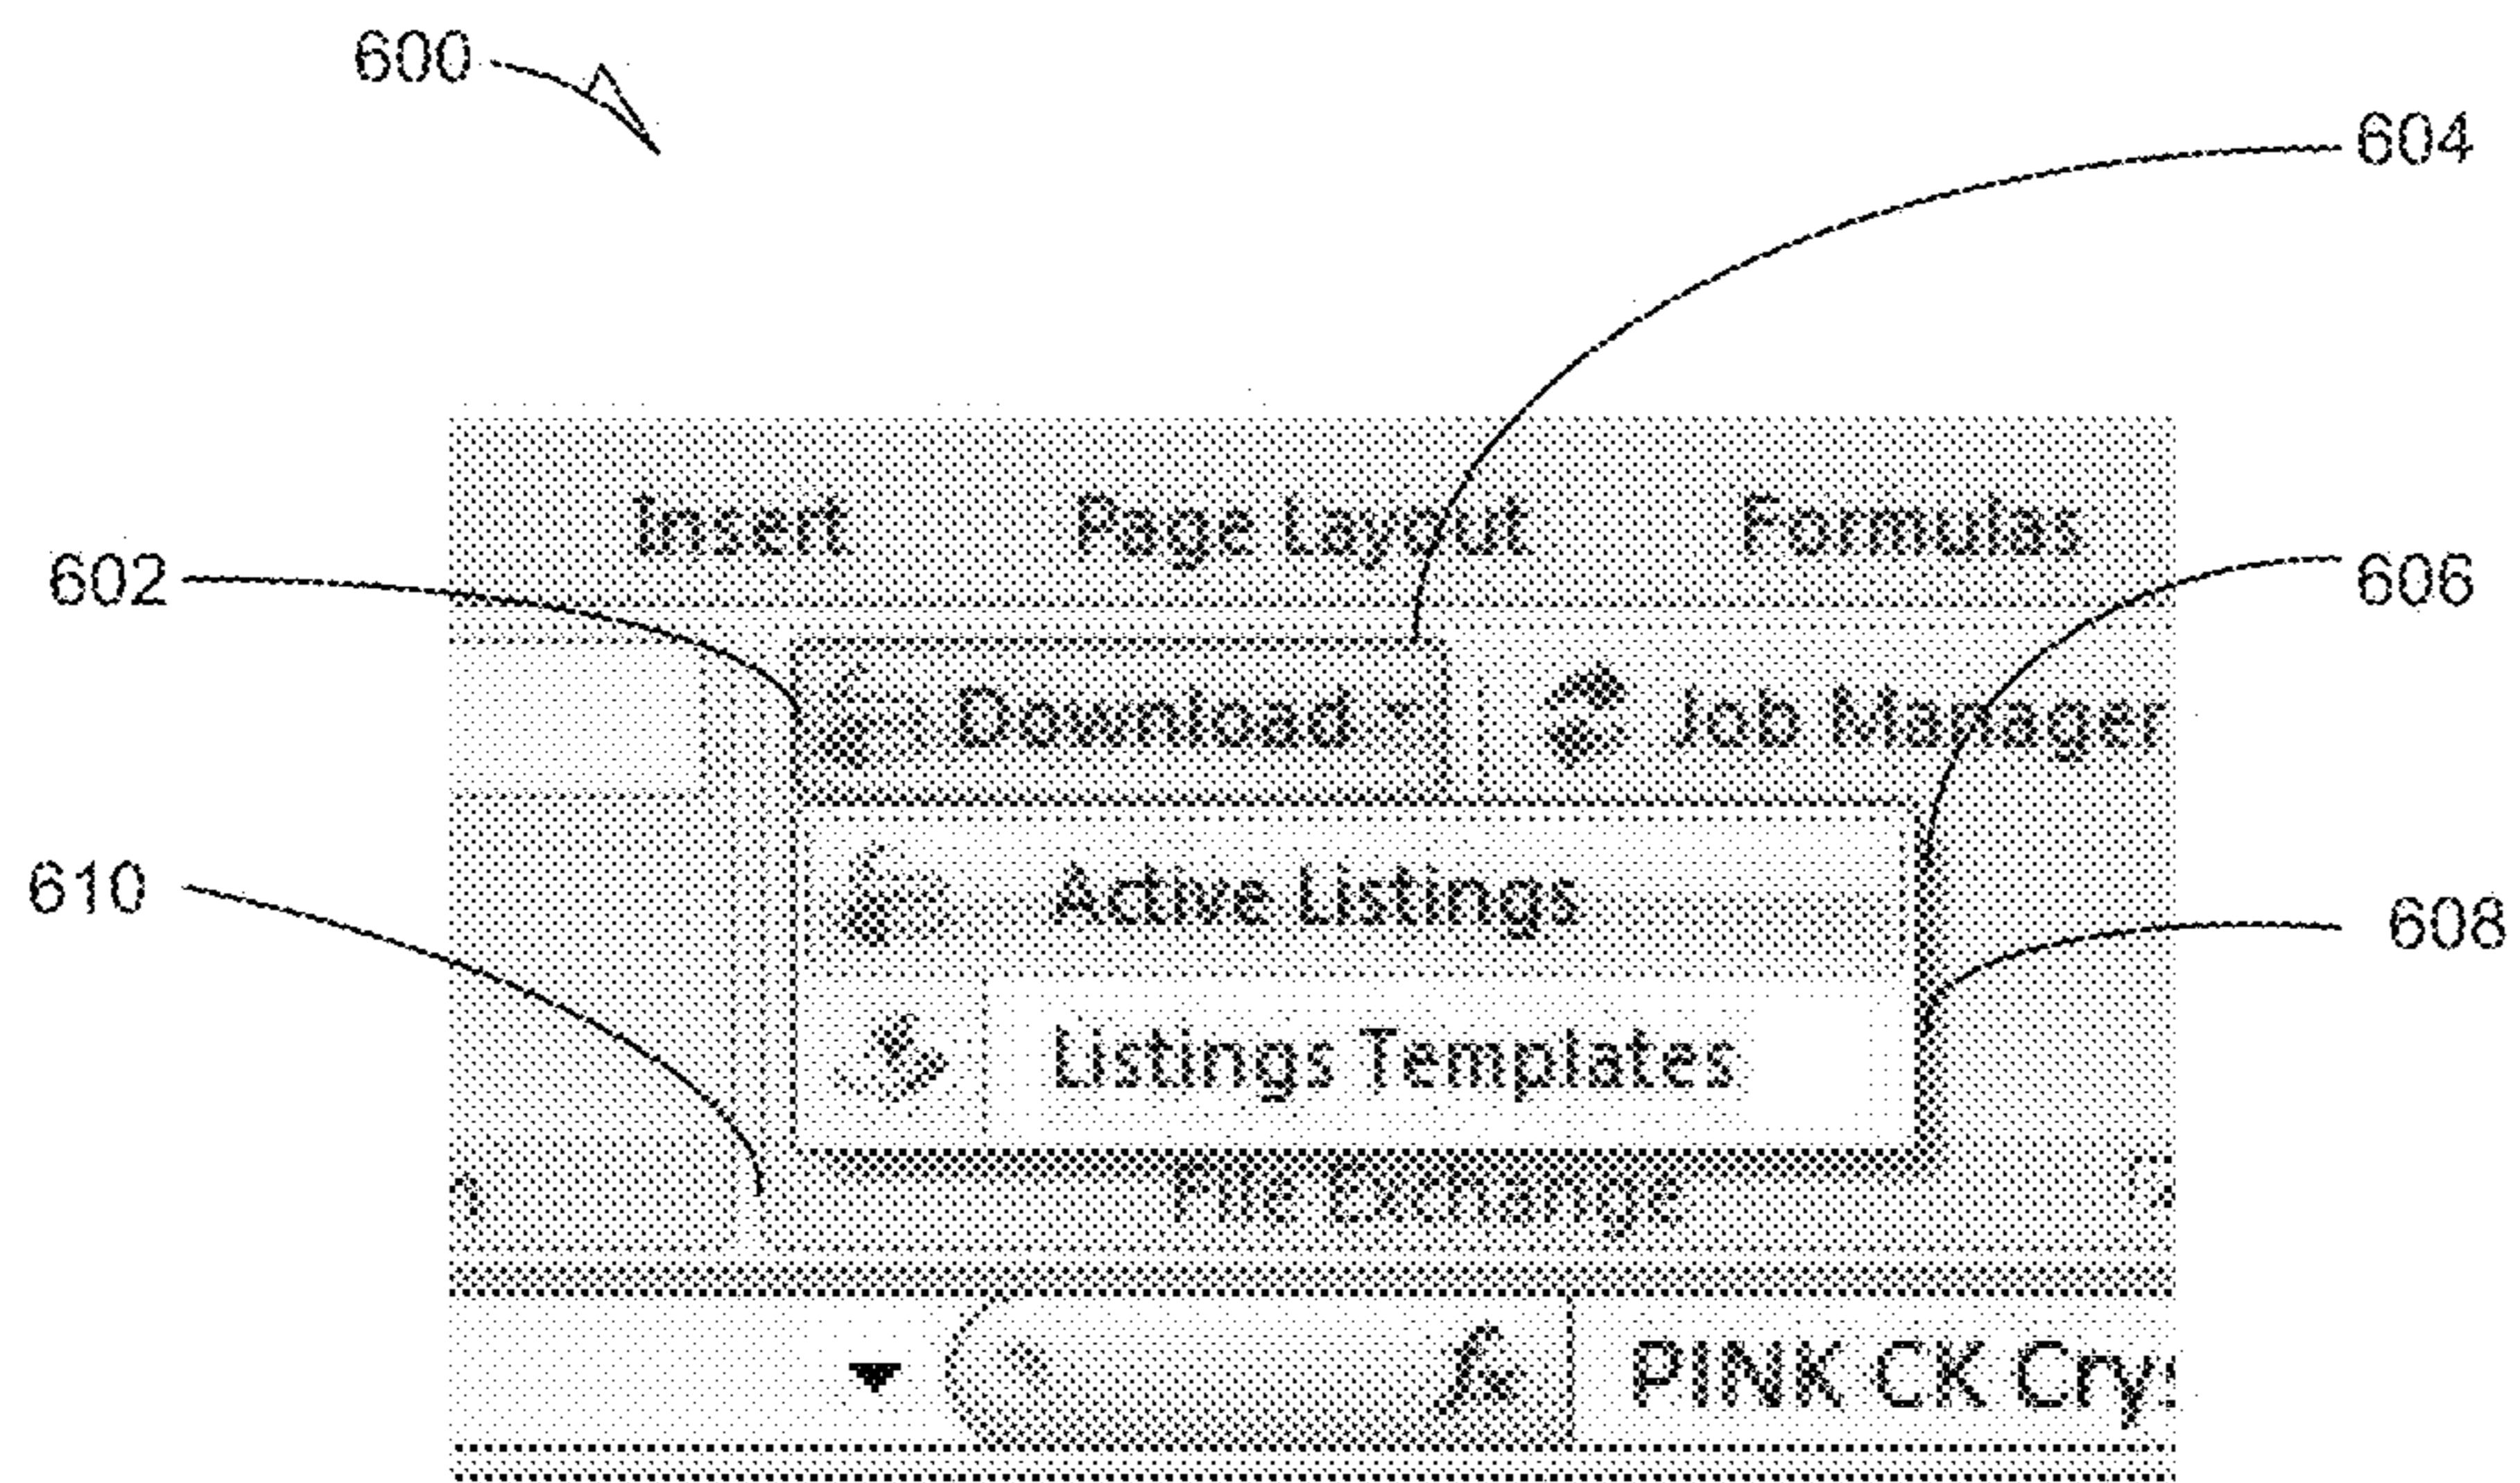 600
604
Insert Page Layout Formulas
602
606
Download Job Manager
610
Active Listings
608
Listings Templates
File Exchange
fx PINK CK Cry